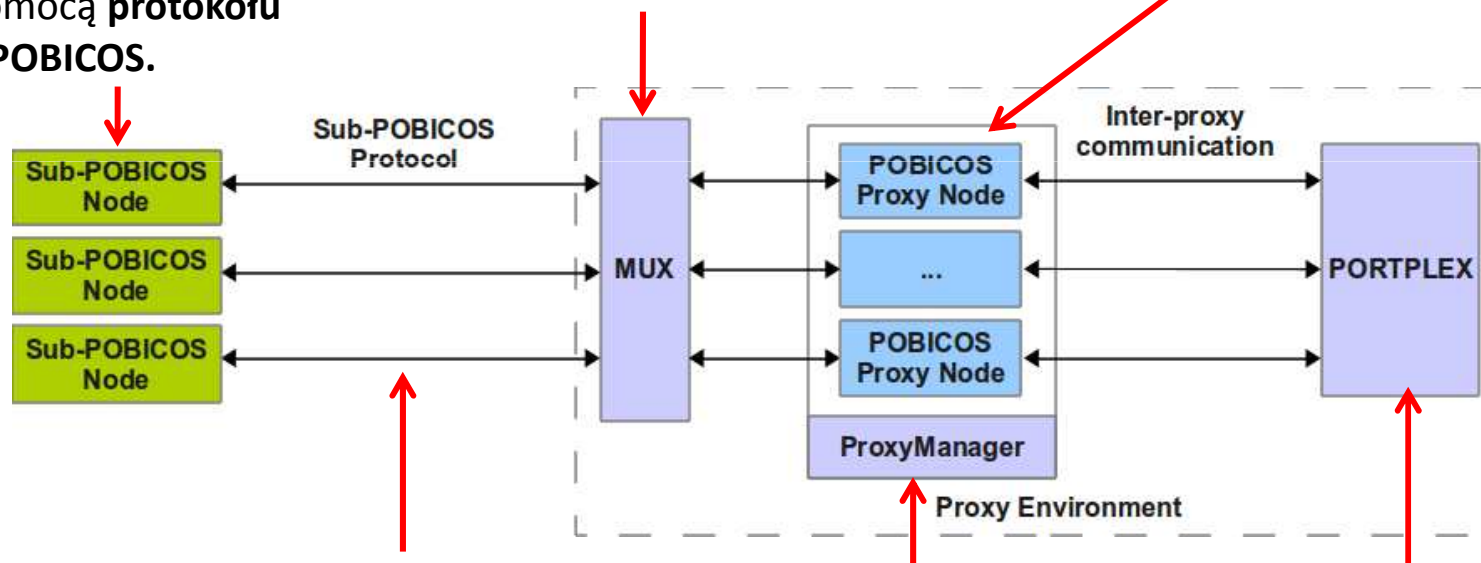 protokołu
POBICOS.
Sub-POBICOS
Protocol
Inter-proxy
communication
Sub-POBICOS
Node
Sub-POBICOS
Node
Sub-POBICOS
Node
MUX
POBICOS
Proxy Node
...
POBICOS
Proxy Node
ProxyManager
PORTPLEX
Proxy Environment